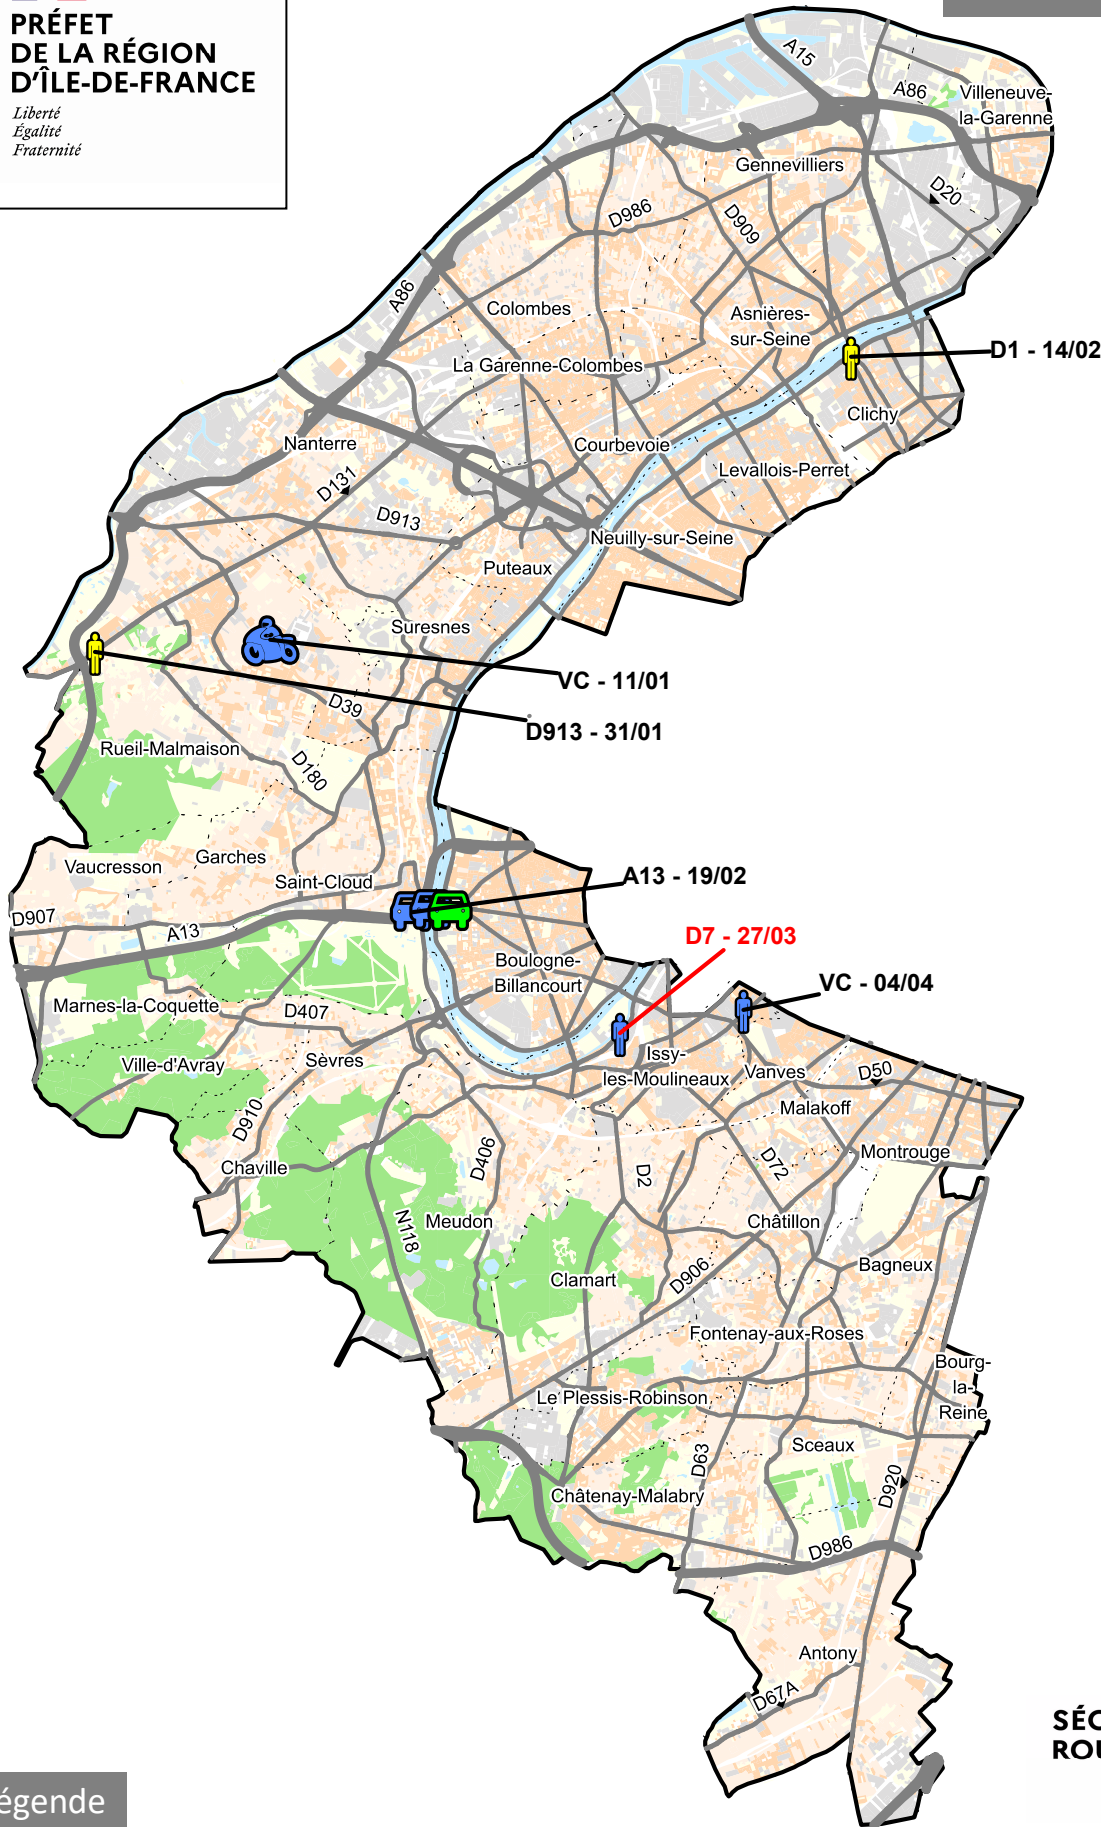 PRÉFET
DE LA RÉGION
D'ÎLE-DE-FRANCE
Liberté
Égalité
Fraternité
A15
A86
Villeneuve-
la-Garenne
Gennevilliers
D20
D986
D909
A86
Colombes
Asnières-
sur-Seine
D1 - 14/02
La Garenne-Colombes
Clichy
Nanterre
Courbevoie
Levallois-Perret
D131
D913
Neuilly-sur-Seine
Puteaux
Suresnes
VC - 11/01
D39
D913 - 31/01
Rueil-Malmaison
D180
Garches
Vaucresson
Saint-Cloud
A13 - 19/02
D907
A13
D7 - 27/03
Boulogne-
Billancourt
VC - 04/04
Marnes-la-Coquette
D407
Ville-d'Avray
Sèvres
Issy-
les-Moulineaux
Vanves
D50
Malakoff
D910
D406
Montrouge
Chaville
D2
D72
N118
Meudon
Châtillon
Bagneux
Clamart
D906
Fontenay-aux-Roses
Bourg-
la-
Reine
Le Plessis-Robinson
Sceaux
D63
D920
Châtenay-Malabry
D986
Antony
D67A
SÉC
ROU
égende